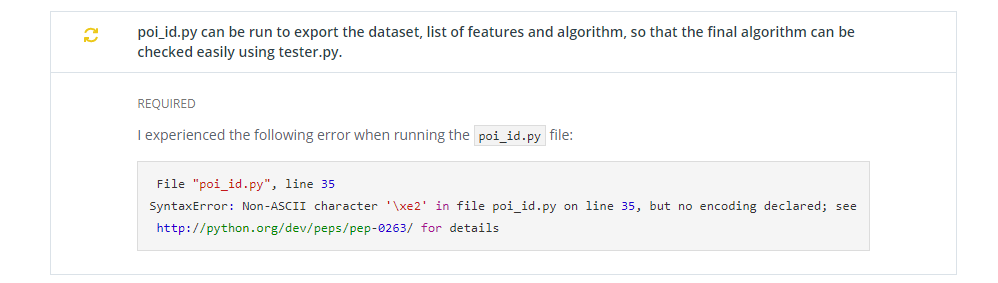 poi_id.py can be run to export the dataset, list of features and algorithm, so that the final algorithm can be
checked easily using tester.py.
REQUIRED
I experienced the following error when running the poi_id.py file:
File "poi_id.py", line 35
SyntaxError: Non-ASCII character '\xe2' in file poi_id.py on line 35, but no encoding declared; see
http://python.org/dev/peps/pep-0263/ for details